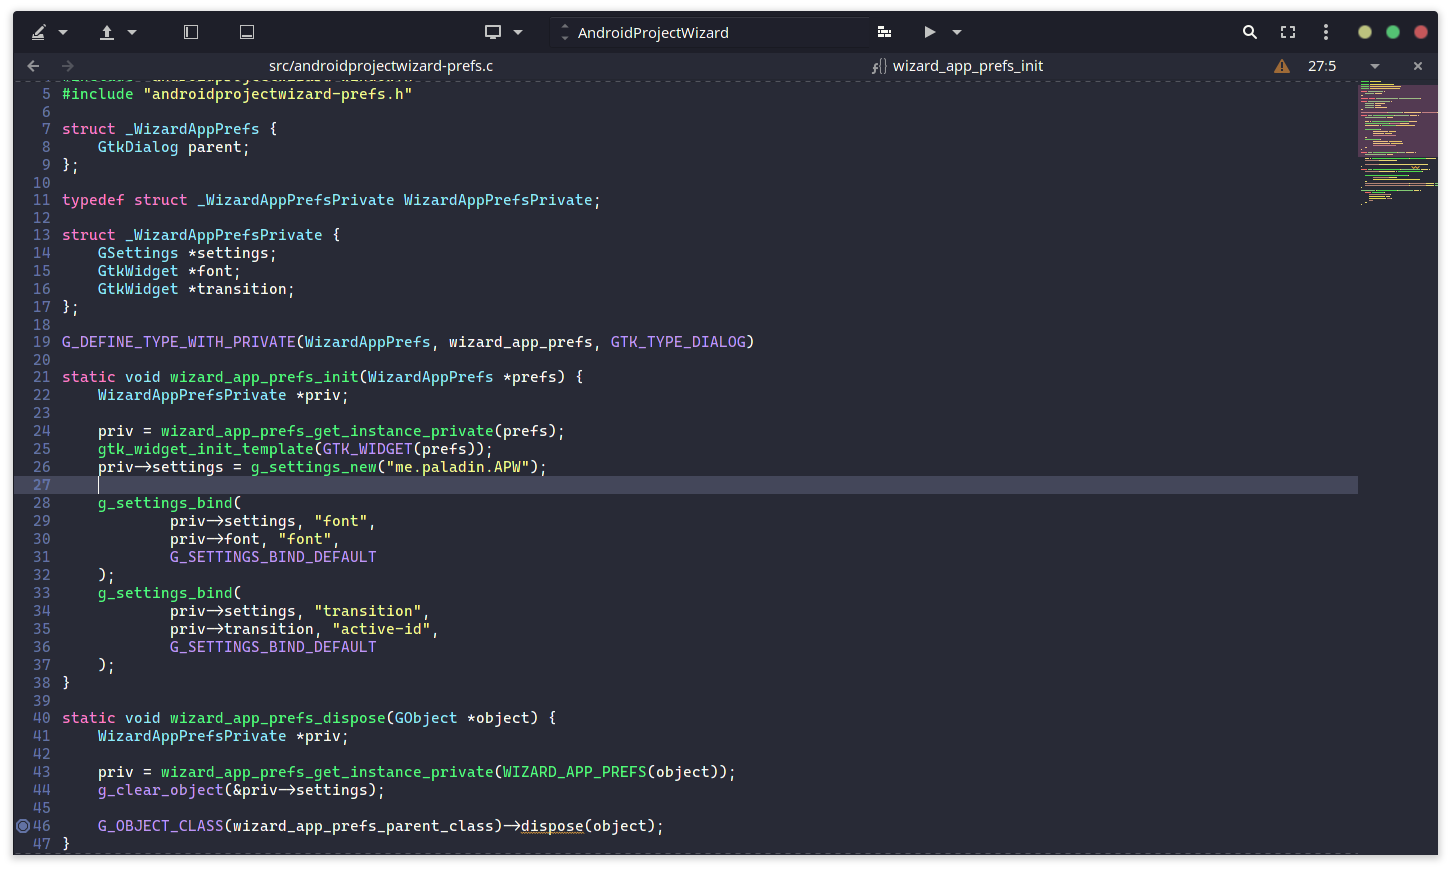 AndroidProjectWizard
src/androidprojectwizard-prefs.c
ƒ{} wizard_app_prefs_init
27:5
5 #include "androidprojectwizard-prefs.h"
6
7 struct _WizardAppPrefs {
8 GtkDialog parent;
9 };
10
11 typedef struct _WizardAppPrefsPrivate WizardAppPrefsPrivate;
12
13 struct _WizardAppPrefsPrivate {
14 GSettings *settings;
15 GtkWidget *font;
16 GtkWidget *transition;
17 };
18
19 G_DEFINE_TYPE_WITH_PRIVATE(WizardAppPrefs, wizard_app_prefs, GTK_TYPE_DIALOG)
20
21 static void wizard_app_prefs_init(WizardAppPrefs *prefs) {
22 WizardAppPrefsPrivate *priv;
23
24 priv = wizard_app_prefs_get_instance_private(prefs);
25 gtk_widget_init_template(GTK_WIDGET(prefs));
26 priv->settings = g_settings_new("me.paladin.APW");
27
28 g_settings_bind(
29 priv->settings, "font",
30 priv->font, "font",
31 G_SETTINGS_BIND_DEFAULT
32 );
33 g_settings_bind(
34 priv->settings, "transition",
35 priv->transition, "active-id",
36 G_SETTINGS_BIND_DEFAULT
37 );
38 }
39
40 static void wizard_app_prefs_dispose(GObject *object) {
41 WizardAppPrefsPrivate *priv;
42
43 priv = wizard_app_prefs_get_instance_private(WIZARD_APP_PREFS(object));
44 g_clear_object(&priv->settings);
45
46 G_OBJECT_CLASS(wizard_app_prefs_parent_class)->dispose(object);
47 }